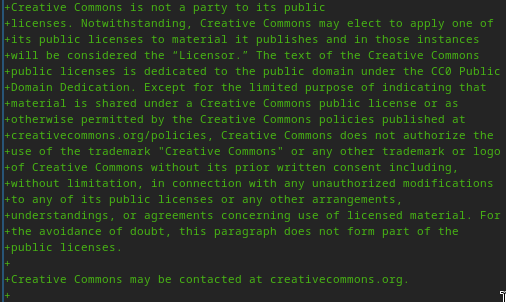 +Creative Commons is not a party to its public
+licenses. Notwithstanding, Creative Commons may elect to apply one of
+its public licenses to material it publishes and in those instances
+will be considered the “Licensor.” The text of the Creative Commons
+public licenses is dedicated to the public domain under the CC0 Public
+Domain Dedication. Except for the limited purpose of indicating that
+material is shared under a Creative Commons public license or as
+otherwise permitted by the Creative Commons policies published at
+creativecommons.org/policies, Creative Commons does not authorize the
+use of the trademark "Creative Commons" or any other trademark or logo
+of Creative Commons without its prior written consent including,
+without limitation, in connection with any unauthorized modifications
+to any of its public licenses or any other arrangements,
+understandings, or agreements concerning use of licensed material. For
+the avoidance of doubt, this paragraph does not form part of the
+public licenses.
+
+Creative Commons may be contacted at creativecommons.org.
+